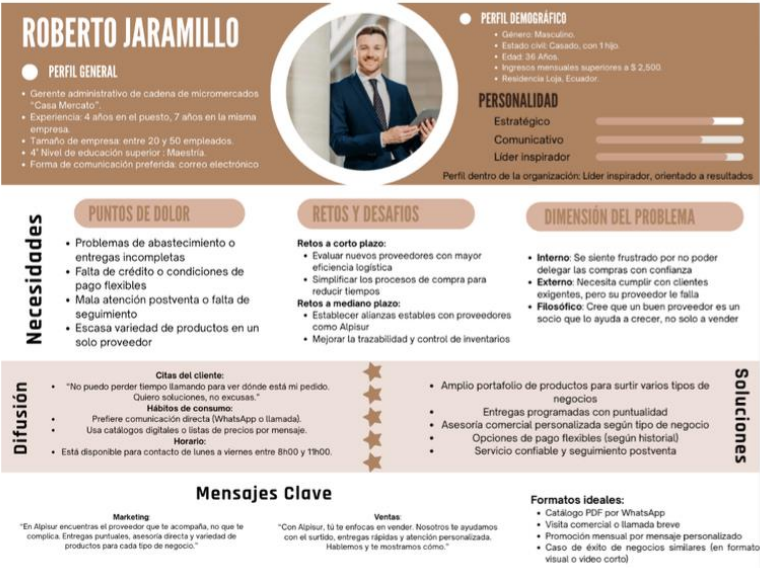 ROBERTO JARAMILLO
PERFIL GENERAL
• Gerente administrativo de cadena de micromercados
"Casa Mercato".
• Experiencia: 4 años en el puesto, 7 años en la misma
empresa.
• Tamaño de empresa: entre 20 y 50 empleados.
• 4° Nivel de educación superior : Maestría.
• Forma de comunicación preferida: correo electrónico
PERFIL DEMOGRÁFICO
• Género: Masculino.
• Estado civil: Casado, con 1 hijo.
• Edad: 36 Años.
• Ingresos mensuales superiores a $ 2,500.
• Residencia Loja, Ecuador.
PERSONALIDAD
Estratégico
Comunicativo
Líder inspirador
Perfil dentro de la organización: Líder inspirador, orientado a resultados
Necesidades
PUNTOS DE DOLOR
• Problemas de abastecimiento o
entregas incompletas
• Falta de crédito o condiciones de
pago flexibles
• Mala atención postventa o falta de
seguimiento
• Escasa variedad de productos en un
solo proveedor
RETOS Y DESAFIOS
Retos a corto plazo:
• Evaluar nuevos proveedores con mayor
eficiencia logística
• Simplificar los procesos de compra para
reducir tiempos
Retos a mediano plazo:
• Establecer alianzas estables con proveedores
como Alpisur
• Mejorar la trazabilidad y control de inventarios
DIMENSIÓN DEL PROBLEMA
• Interno: Se siente frustrado por no poder
delegar las compras con confianza
• Externo: Necesita cumplir con clientes
exigentes, pero su proveedor le falla
• Filosófico: Cree que un buen proveedor es un
socio que lo ayuda a crecer, no solo a vender
Difusión
Citas del cliente:
• "No puedo perder tiempo llamando para ver dónde está mi pedido.
Quiero soluciones, no excusas."
Hábitos de consumo:
• Prefiere comunicación directa (WhatsApp o llamada).
• Usa catálogos digitales o listas de precios por mensaje.
Horario:
• Está disponible para contacto de lunes a viernes entre 8h00 y 11h00.
Soluciones
• Amplio portafolio de productos para surtir varios tipos de
negocios
• Entregas programadas con puntualidad
• Asesoría comercial personalizada según tipo de negocio
• Opciones de pago flexibles (según historial)
• Servicio confiable y seguimiento postventa
Mensajes Clave
Marketing:
"En Alpisur encuentras el proveedor que te acompaña, no que te
complica. Entregas puntuales, asesoría directa y variedad de
productos para cada tipo de negocio."
Ventas:
"Con Alpisur, tú te enfocas en vender. Nosotros te ayudamos
con el surtido, entregas rápidas y atención personalizada.
Hablemos y te mostramos cómo."
Formatos ideales:
• Catálogo PDF por WhatsApp
• Visita comercial o llamada breve
• Promoción mensual por mensaje personalizado
• Caso de éxito de negocios similares (en formato
visual o video corto)